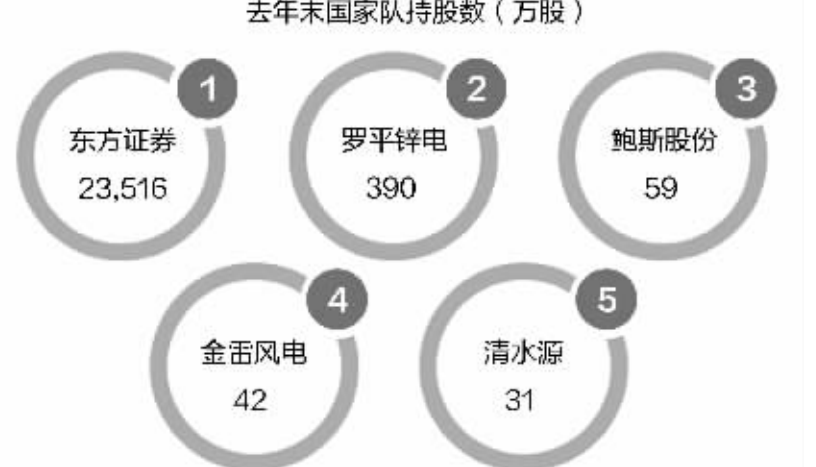 去年末国家队持股数（万股）
1
东方证券
23,516
2
罗平锌电
390
3
鲍斯股份
59
4
金雷风电
42
5
清水源
31